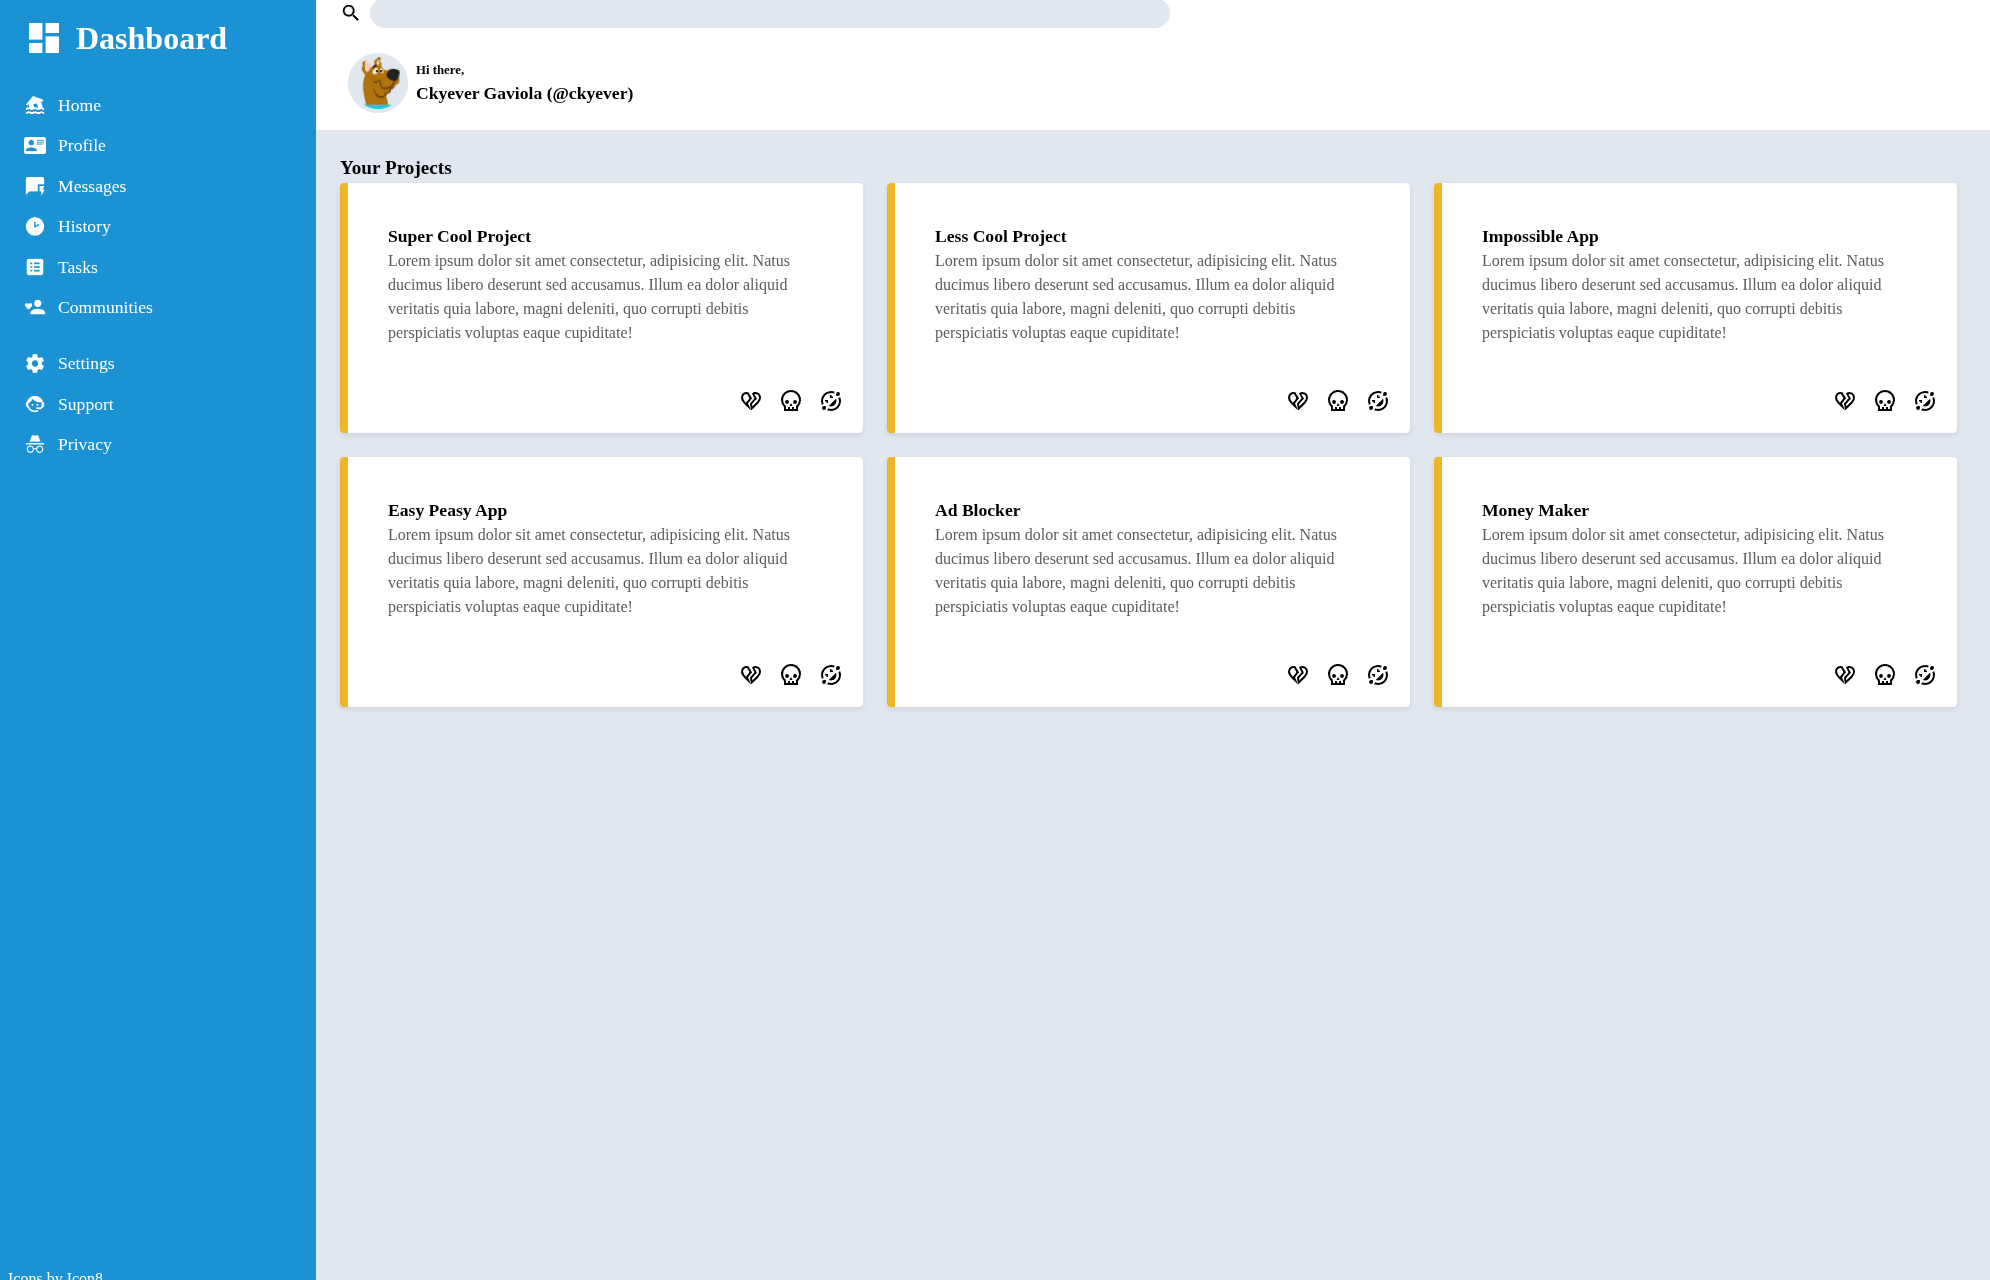 Dashboard
Home
Profile
Messages
History
Tasks
Communities
Settings
Support
Privacy
Icons by Icon8
Hi there,
Ckyever Gaviola (@ckyever)
Your Projects
Super Cool Project
Lorem ipsum dolor sit amet consectetur, adipisicing elit. Natus
ducimus libero deserunt sed accusamus. Illum ea dolor aliquid
veritatis quia labore, magni deleniti, quo corrupti debitis
perspiciatis voluptas eaque cupiditate!
Less Cool Project
Lorem ipsum dolor sit amet consectetur, adipisicing elit. Natus
ducimus libero deserunt sed accusamus. Illum ea dolor aliquid
veritatis quia labore, magni deleniti, quo corrupti debitis
perspiciatis voluptas eaque cupiditate!
Impossible App
Lorem ipsum dolor sit amet consectetur, adipisicing elit. Natus
ducimus libero deserunt sed accusamus. Illum ea dolor aliquid
veritatis quia labore, magni deleniti, quo corrupti debitis
perspiciatis voluptas eaque cupiditate!
Easy Peasy App
Lorem ipsum dolor sit amet consectetur, adipisicing elit. Natus
ducimus libero deserunt sed accusamus. Illum ea dolor aliquid
veritatis quia labore, magni deleniti, quo corrupti debitis
perspiciatis voluptas eaque cupiditate!
Ad Blocker
Lorem ipsum dolor sit amet consectetur, adipisicing elit. Natus
ducimus libero deserunt sed accusamus. Illum ea dolor aliquid
veritatis quia labore, magni deleniti, quo corrupti debitis
perspiciatis voluptas eaque cupiditate!
Money Maker
Lorem ipsum dolor sit amet consectetur, adipisicing elit. Natus
ducimus libero deserunt sed accusamus. Illum ea dolor aliquid
veritatis quia labore, magni deleniti, quo corrupti debitis
perspiciatis voluptas eaque cupiditate!